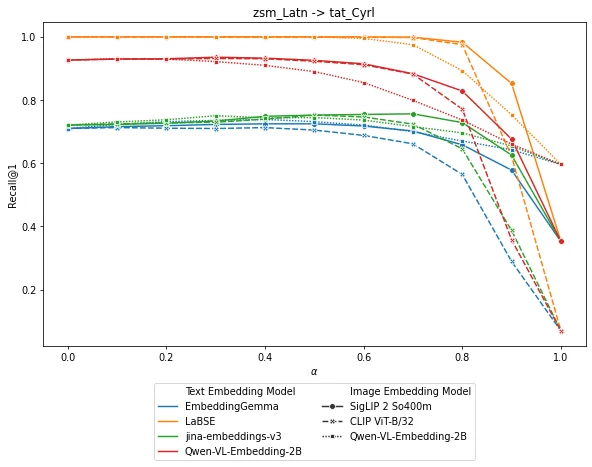 zsm_Latn -> tat_Cyrl
Recall@1
1.0
0.8
0.6
0.4
0.2
0.0 0.2 0.4 0.6 0.8 1.0
α
Text Embedding Model
EmbeddingGemma
LaBSE
jina-embeddings-v3
Qwen-VL-Embedding-2B
Image Embedding Model
SigLIP 2 So400m
CLIP ViT-B/32
Qwen-VL-Embedding-2B